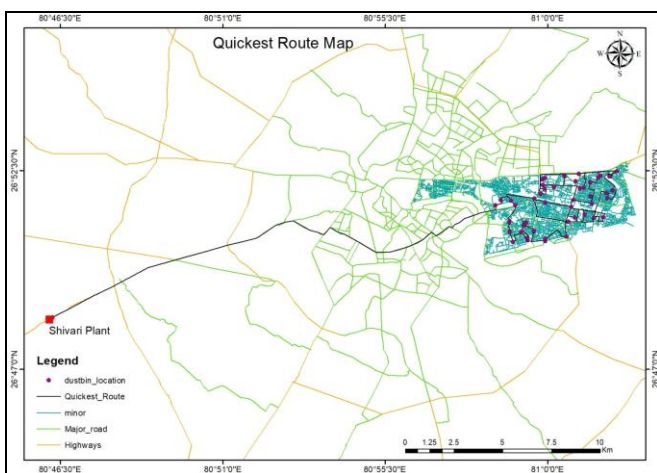 80°46'30"E 80°51'0"E 80°55'30"E 81°0'0"E
Quickest Route Map
N
W E
S
26°52'30"N 26°52'30"N
Shivari Plant
26°47'0"N 26°47'0"N
Legend
dustbin_location
Quickest_Route
minor
Major_road
Highways
0 1.25 2.5 5 7.5 10
Km
80°46'30"E 80°51'0"E 80°55'30"E 81°0'0"E